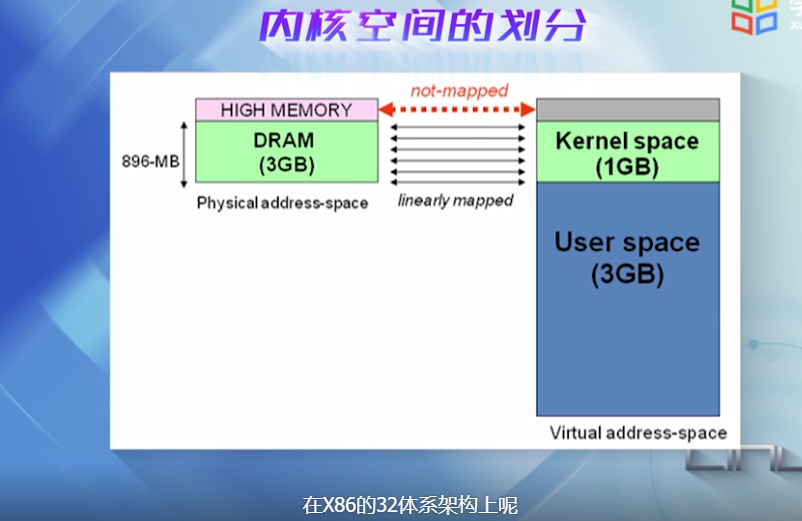 内核空间的划分
not-mapped
HIGH MEMORY
DRAM
(3GB)
896-MB
Physical address-space
linearly mapped
Kernel space
(1GB)
User space
(3GB)
Virtual address-space
在X86的32体系架构上呢